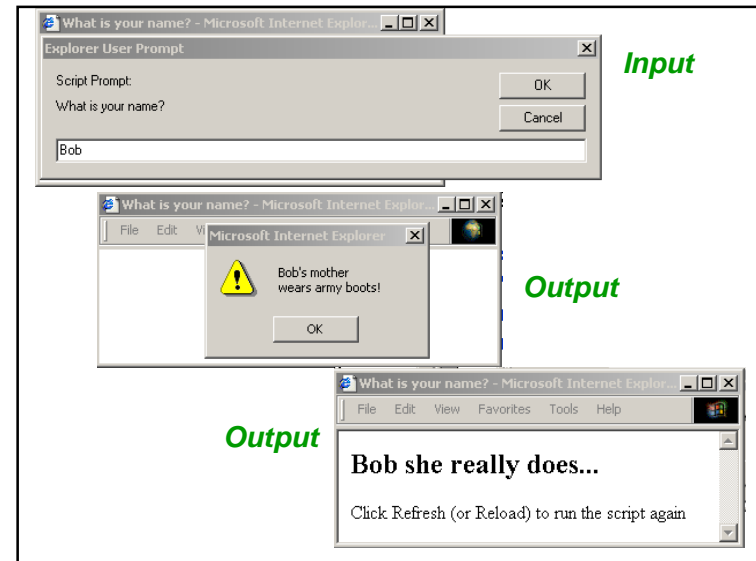 What is your name? - Microsoft Internet Explor...
Explorer User Prompt
Input
Script Prompt:
OK
What is your name?
Cancel
Bob
What is your name? - Microsoft Internet Explor...
File Edit
Microsoft Internet Explorer
Bob's mother
wears army boots!
Output
OK
What is your name? - Microsoft Internet Explor...
File Edit View Favorites Tools Help
Output
Bob she really does...
Click Refresh (or Reload) to run the script again